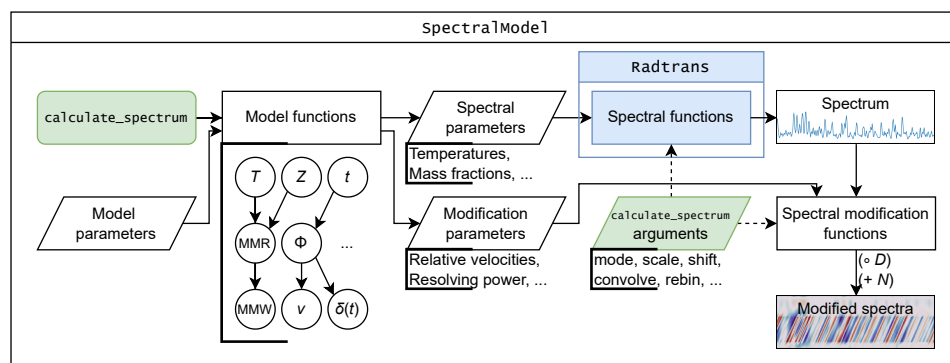 SpectralModel
Radtrans
calculate_spectrum
Model functions
Spectral
parameters
Spectral functions
Spectrum
Temperatures,
Mass fractions, ...
T
Z
t
Model
parameters
MMR
Φ
...
MMW
v
δ(t)
Modification
parameters
Relative velocities,
Resolving power, ...
calculate_spectrum
arguments
mode, scale, shift,
convolve, rebin, ...
Spectral modification
functions
(∘ D)
(+ N)
Modified spectra